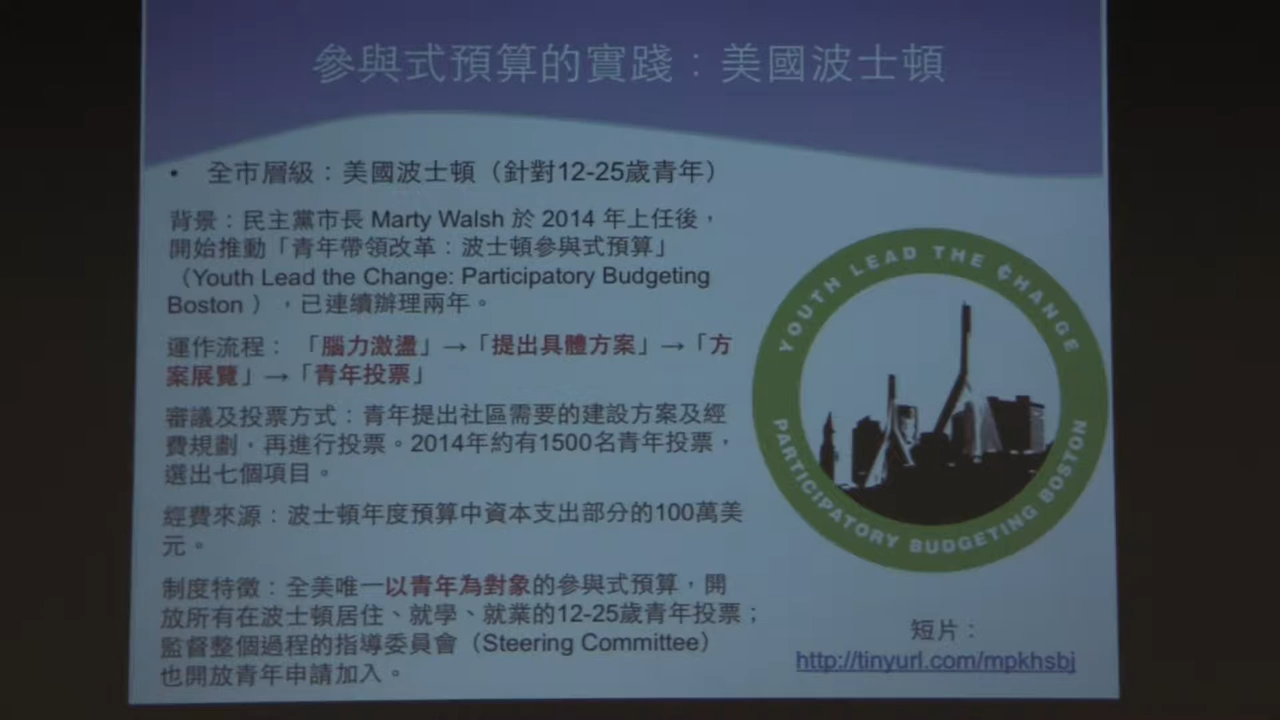 參與式預算的實踐：美國波士頓
• 全市層級：美國波士頓（針對12-25歲青年）
背景：民主黨市長 Marty Walsh 於 2014 年上任後，
開始推動「青年帶領改革：波士頓參與式預算」
（Youth Lead the Change: Participatory Budgeting
Boston ），已連續辦理兩年。
運作流程： 「腦力激盪」→「提出具體方案」→「方
案展覽」→「青年投票」
審議及投票方式：青年提出社區需要的建設方案及經
費規劃，再進行投票。2014年約有1500名青年投票，
選出七個項目。
經費來源：波士頓年度預算中資本支出部分的100萬美
元。
制度特徵：全美唯一以青年為對象的參與式預算，開
放所有在波士頓居住、就學、就業的12-25歲青年投票；
監督整個過程的指導委員會（Steering Committee）
也開放青年申請加入。
YOUTH LEAD THE ¢HANGE
PARTICIPATORY BUDGETING BOSTON
短片：
http://tinyurl.com/mpkhsbj